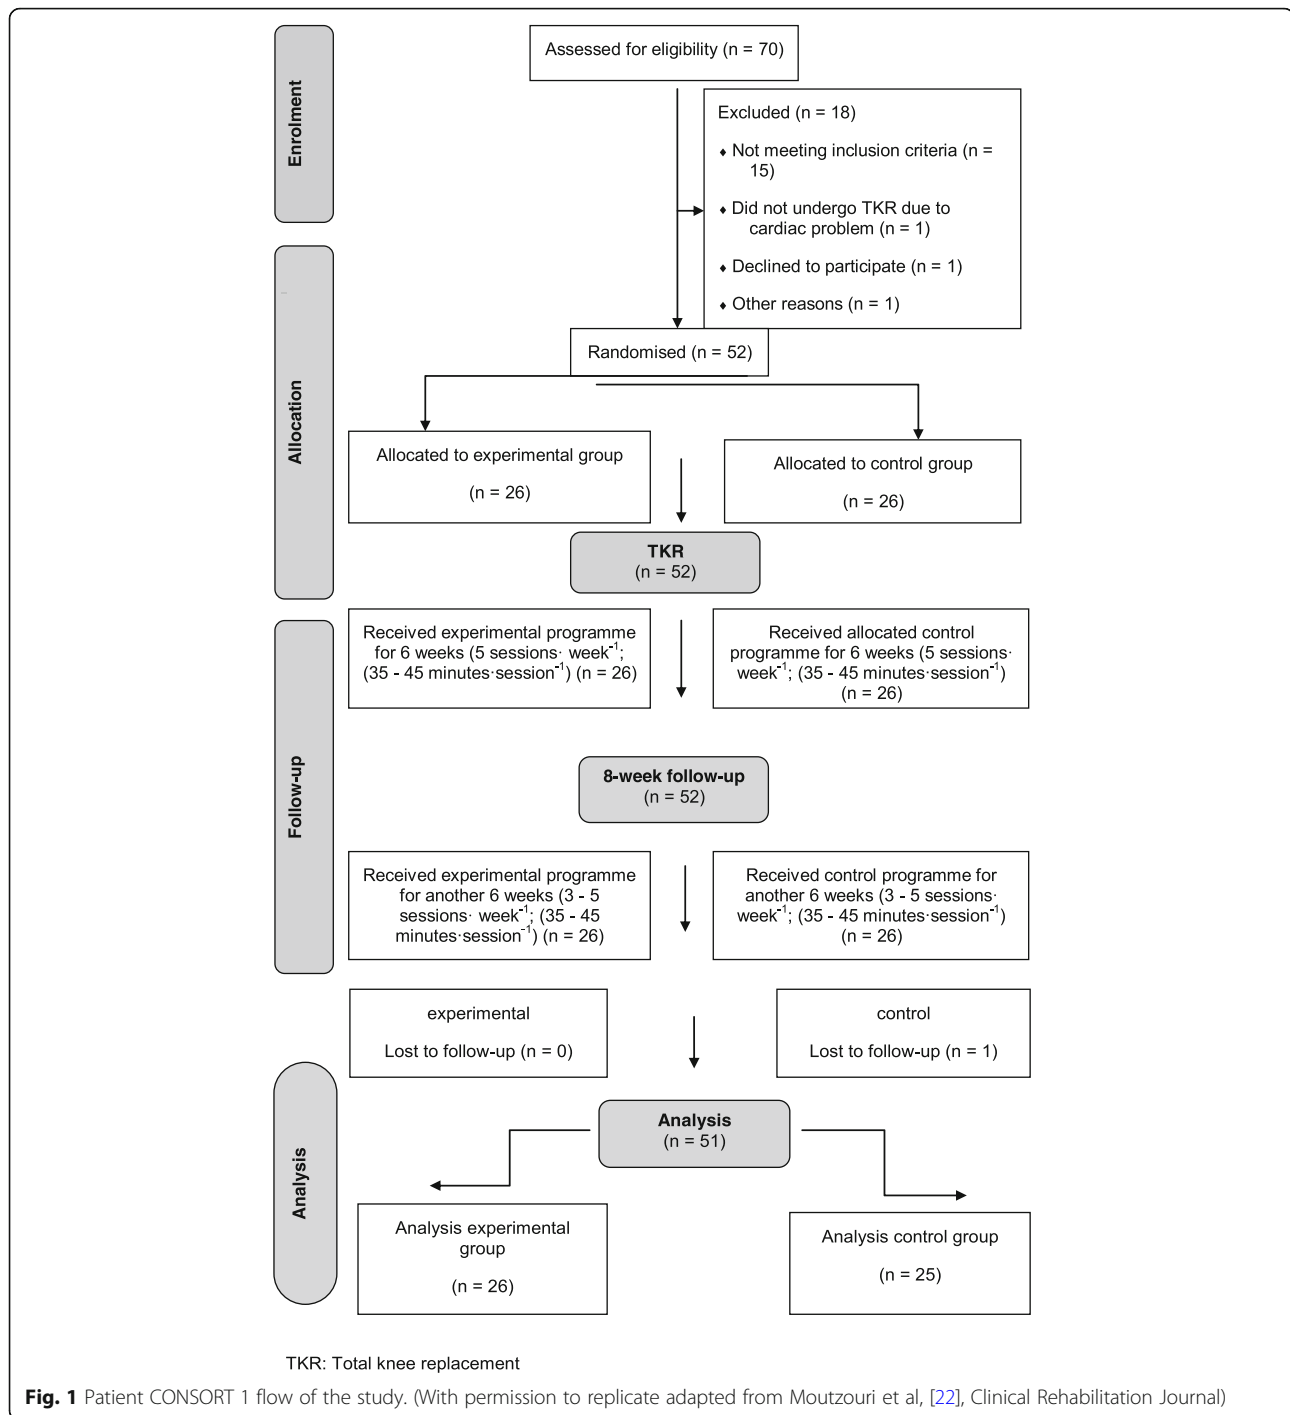 Enrolment
Assessed for eligibility (n = 70)
Excluded (n = 18)
♦ Not meeting inclusion criteria (n =
15)
♦ Did not undergo TKR due to
cardiac problem (n = 1)
♦ Declined to participate (n = 1)
♦ Other reasons (n = 1)
Allocation
Randomised (n = 52)
Allocated to experimental group
(n = 26)
Allocated to control group
(n = 26)
TKR
(n = 52)
Follow-up
Received experimental programme
for 6 weeks (5 sessions· week⁻¹;
(35 - 45 minutes·session⁻¹) (n = 26)
Received allocated control
programme for 6 weeks (5 sessions·
week⁻¹; (35 - 45 minutes·session⁻¹)
(n = 26)
8-week follow-up
(n = 52)
Received experimental programme
for another 6 weeks (3 - 5
sessions· week⁻¹; (35 - 45
minutes·session⁻¹) (n = 26)
Received control programme for
another 6 weeks (3 - 5 sessions·
week⁻¹; (35 - 45 minutes·session⁻¹)
(n = 26)
experimental
Lost to follow-up (n = 0)
control
Lost to follow-up (n = 1)
Analysis
Analysis
(n = 51)
Analysis experimental
group
(n = 26)
Analysis control group
(n = 25)
TKR: Total knee replacement
Fig. 1 Patient CONSORT 1 flow of the study. (With permission to replicate adapted from Moutzouri et al, [22], Clinical Rehabilitation Journal)